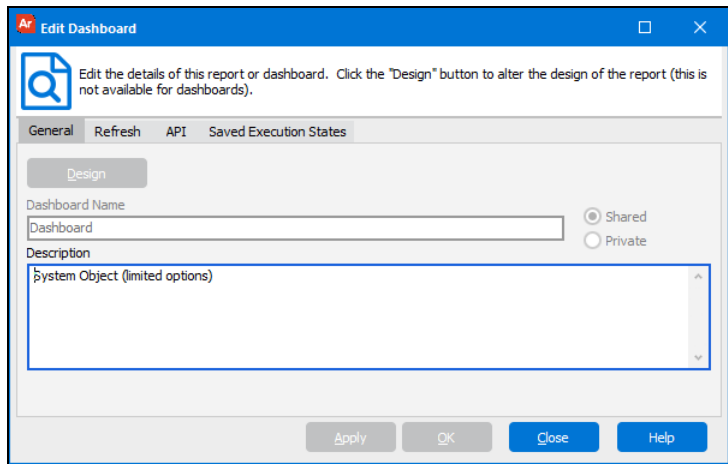 Ar Edit Dashboard
Edit the details of this report or dashboard. Click the "Design" button to alter the design of the report (this is
not available for dashboards).
General Refresh API Saved Execution States
Design
Dashboard Name
Dashboard
Shared
Private
Description
System Object (limited options)
Apply OK Close Help